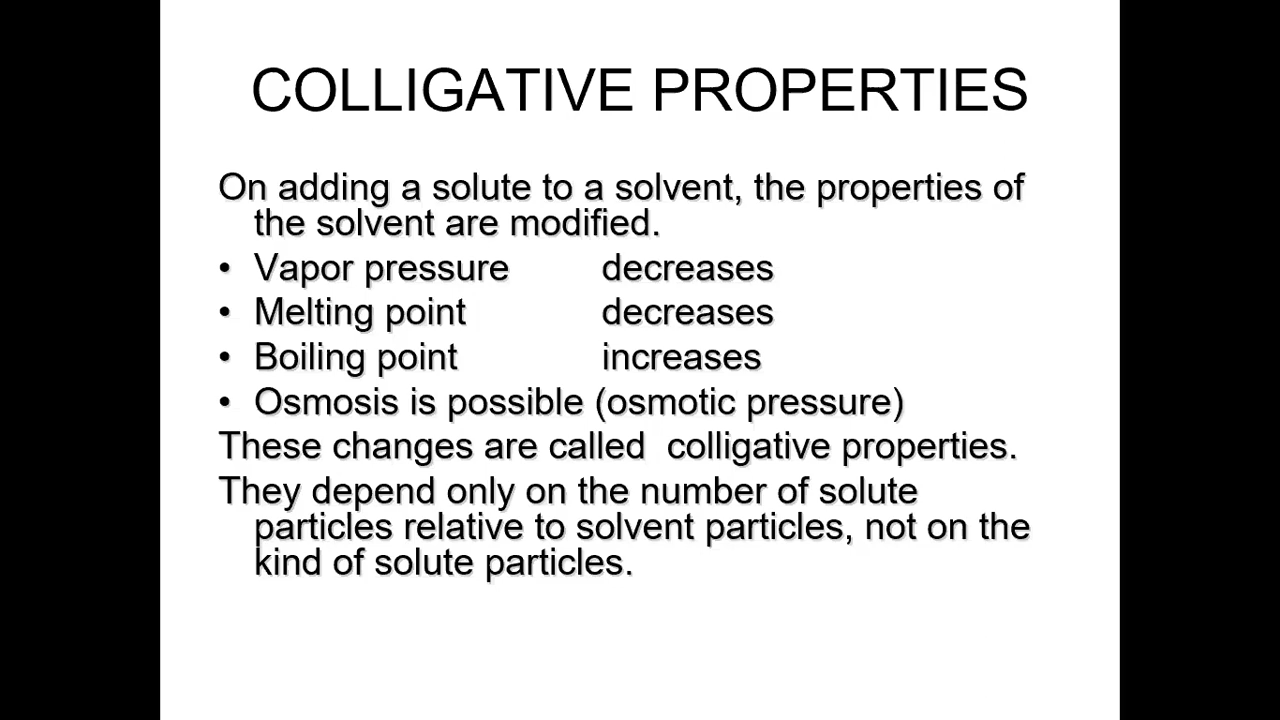 COLLIGATIVE PROPERTIES
On adding a solute to a solvent, the properties of
the solvent are modified.
• Vapor pressure decreases
• Melting point decreases
• Boiling point increases
• Osmosis is possible (osmotic pressure)
These changes are called  colligative properties.
They depend only on the number of solute
particles relative to solvent particles, not on the
kind of solute particles.